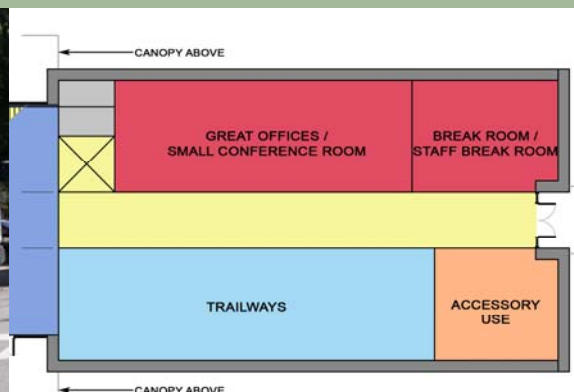 CANOPY ABOVE
GREAT OFFICES /
SMALL CONFERENCE ROOM
BREAK ROOM /
STAFF BREAK ROOM
TRAILWAYS
ACCESSORY
USE
CANOPY ABOVE